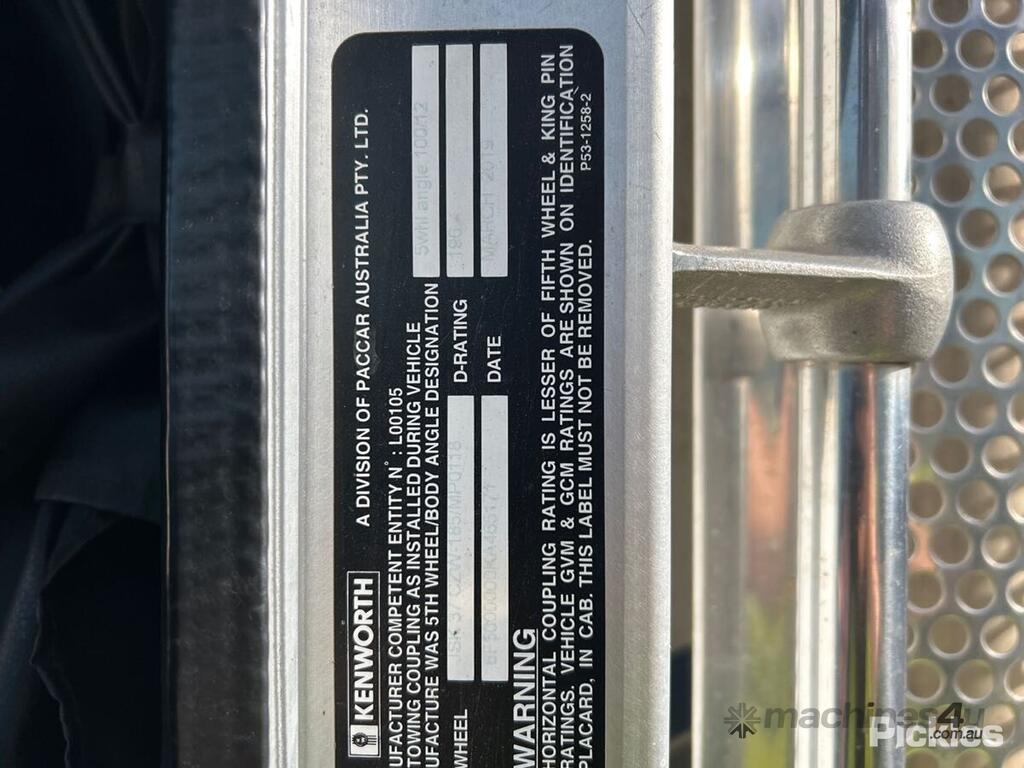 KENWORTH
A DIVISION OF PACCAR AUSTRALIA PTY. LTD.
UFACTURER COMPETENT ENTITY N° : L00105
TOWING COUPLING AS INSTALLED DURING VEHICLE
UFACTURE WAS 5TH WHEEL/BODY ANGLE DESIGNATION 5whl angle 100/12
WHEEL D-RATING
DATE MARCH 2019
WARNING
HORIZONTAL COUPLING RATING IS LESSER OF FIFTH WHEEL & KING PIN
RATINGS. VEHICLE GVM & GCM RATINGS ARE SHOWN ON IDENTIFICATION
PLACARD, IN CAB. THIS LABEL MUST NOT BE REMOVED.
P53-1258-2
machines4u
.com.au
Pickles